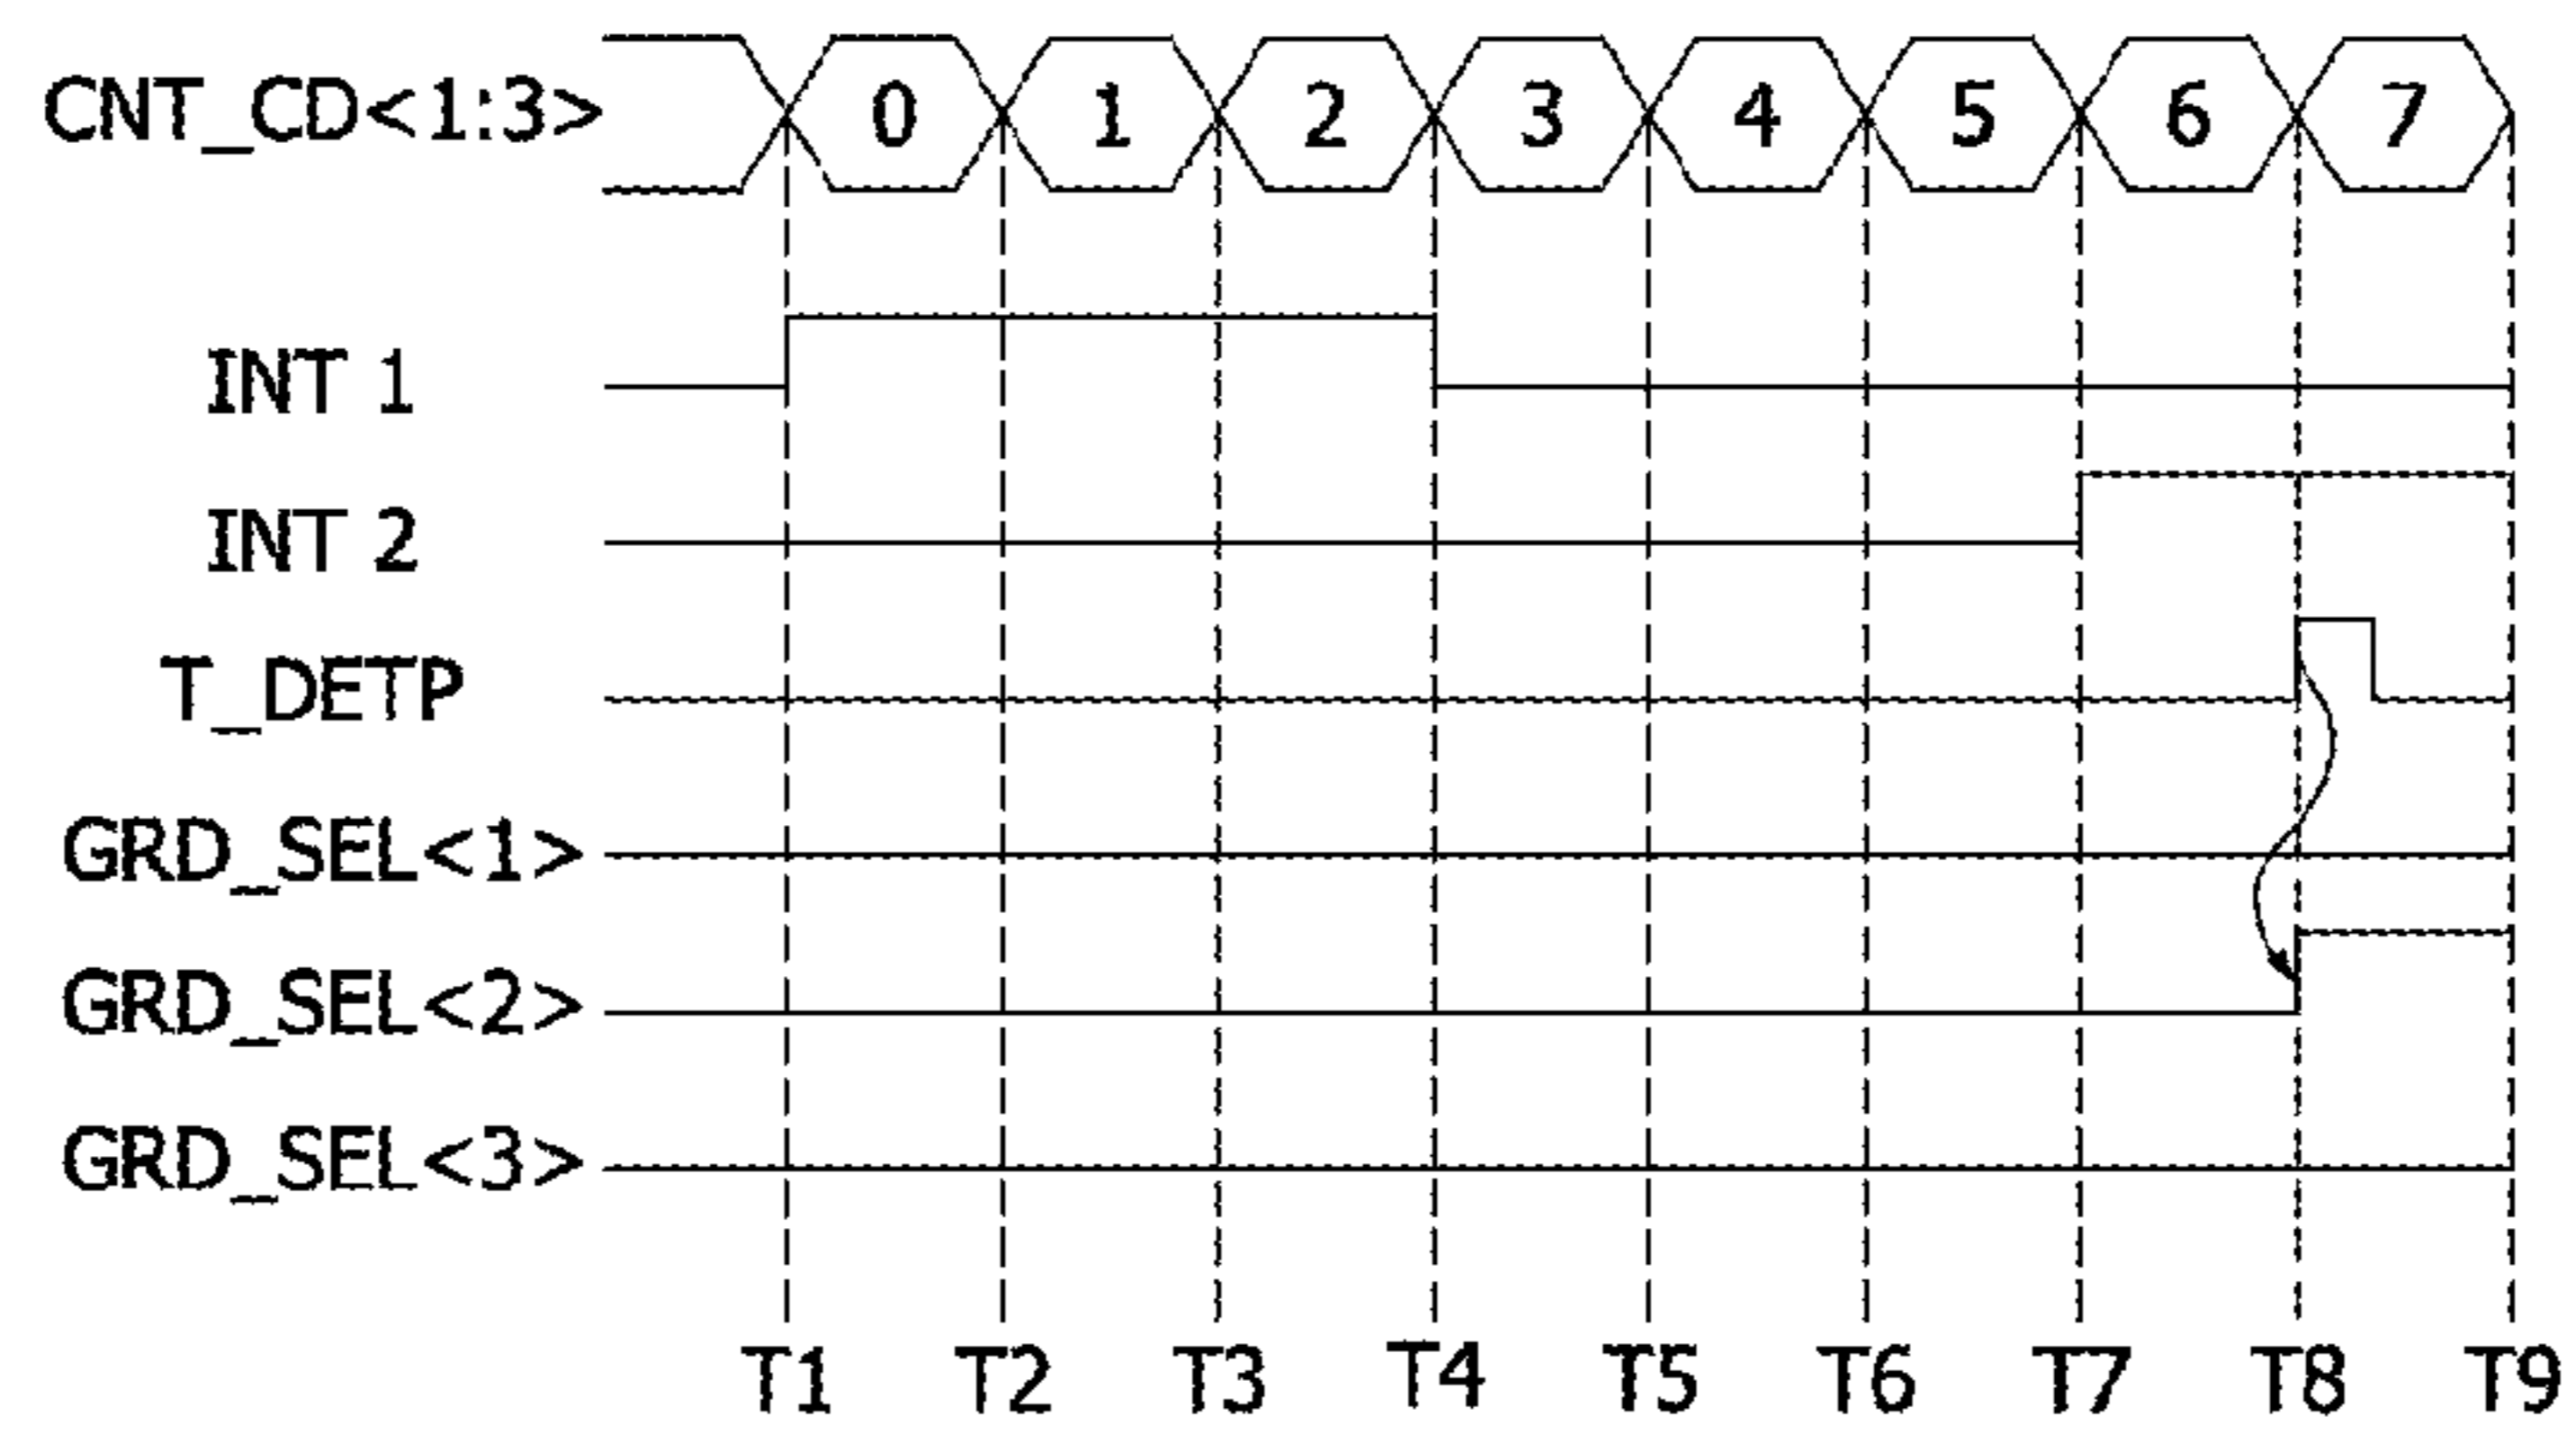 CNT_CD<1:3> 0 1 2 3 4 5 6 7
INT 1
INT 2
T_DETP
GRD_SEL<1>
GRD_SEL<2>
GRD_SEL<3>
T1 T2 T3 T4 T5 T6 T7 T8 T9